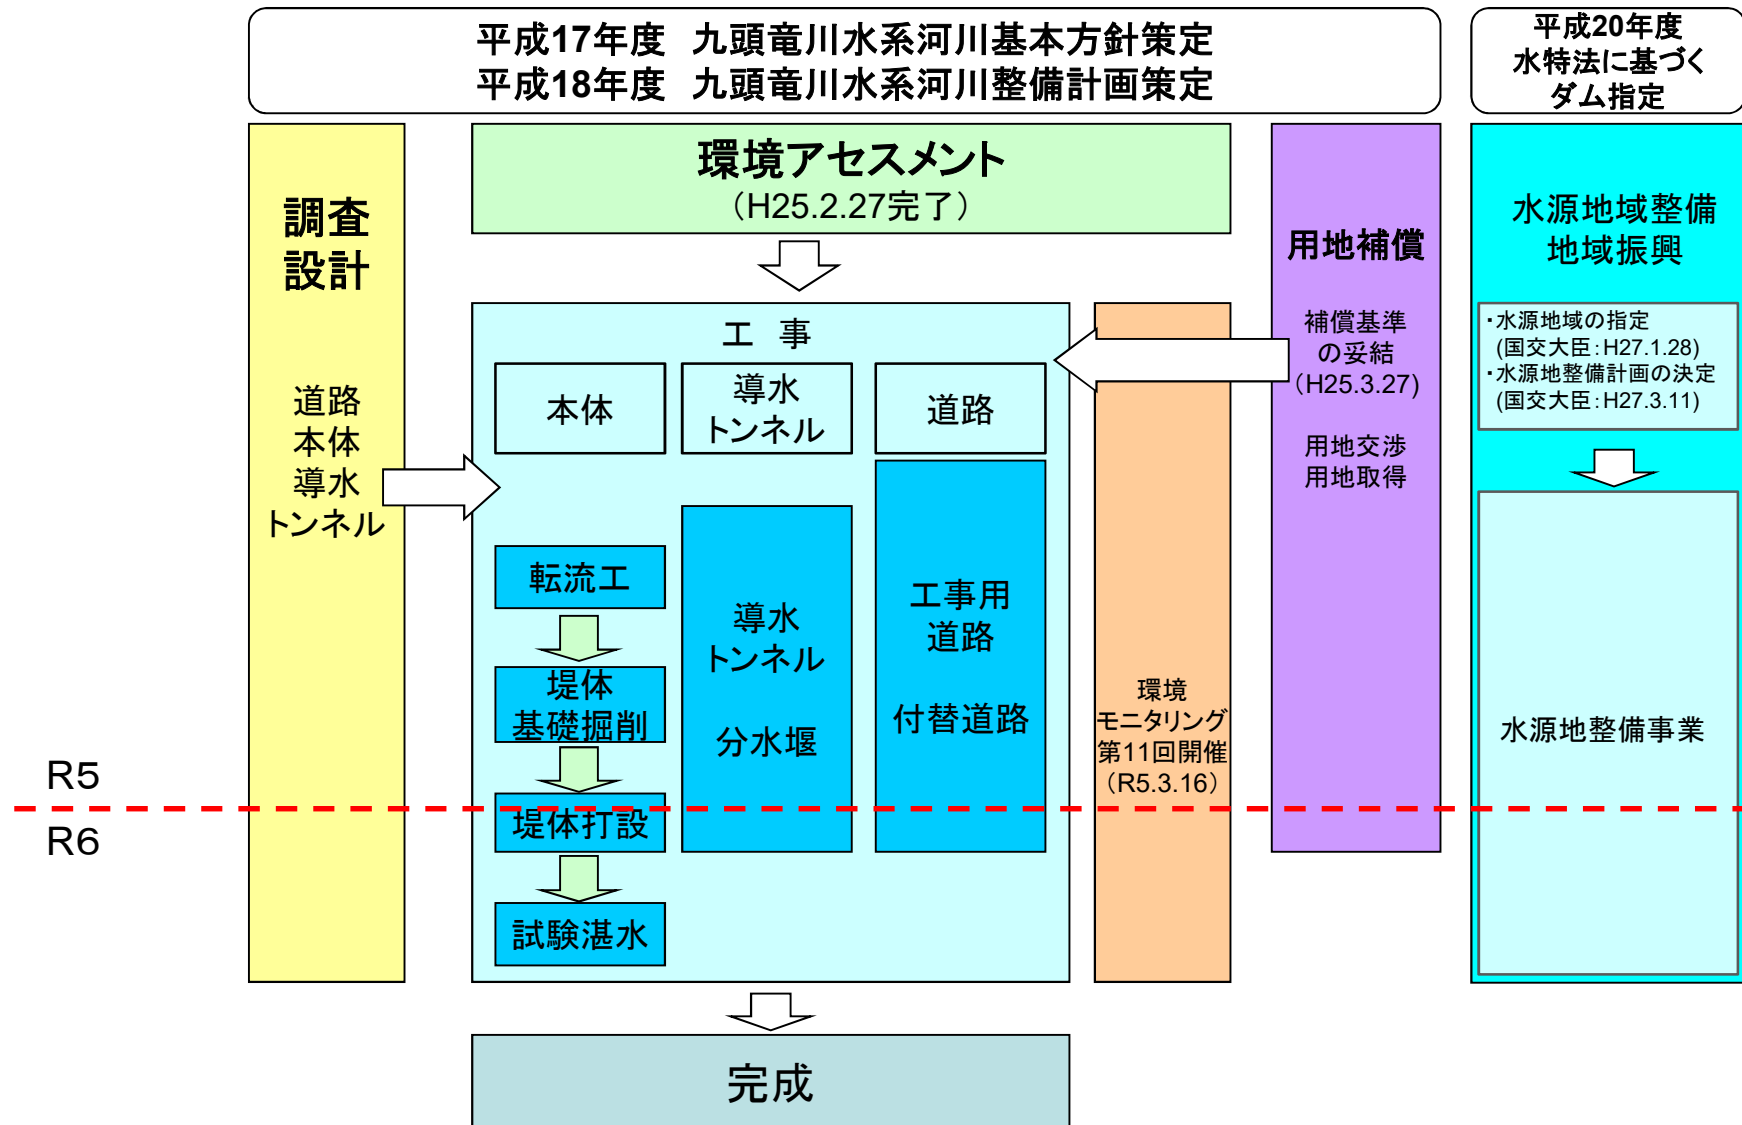 平成17年度 九頭竜川水系河川基本方針策定
平成18年度 九頭竜川水系河川整備計画策定
平成20年度
水特法に基づく
ダム指定
調査
設計
道路
本体
導水
トンネル
環境アセスメント
（H25.2.27完了）
工 事
本体
導水
トンネル
道路
転流工
堤体
基礎掘削
堤体打設
試験湛水
導水
トンネル
分水堰
工事用
道路
付替道路
環境
モニタリング
第11回開催
（R5.3.16）
用地補償
補償基準
の妥結
（H25.3.27)
用地交渉
用地取得
水源地域整備
地域振興
・水源地域の指定
(国交大臣：H27.1.28)
・水源地整備計画の決定
(国交大臣：H27.3.11)
水源地整備事業
R5
R6
完成